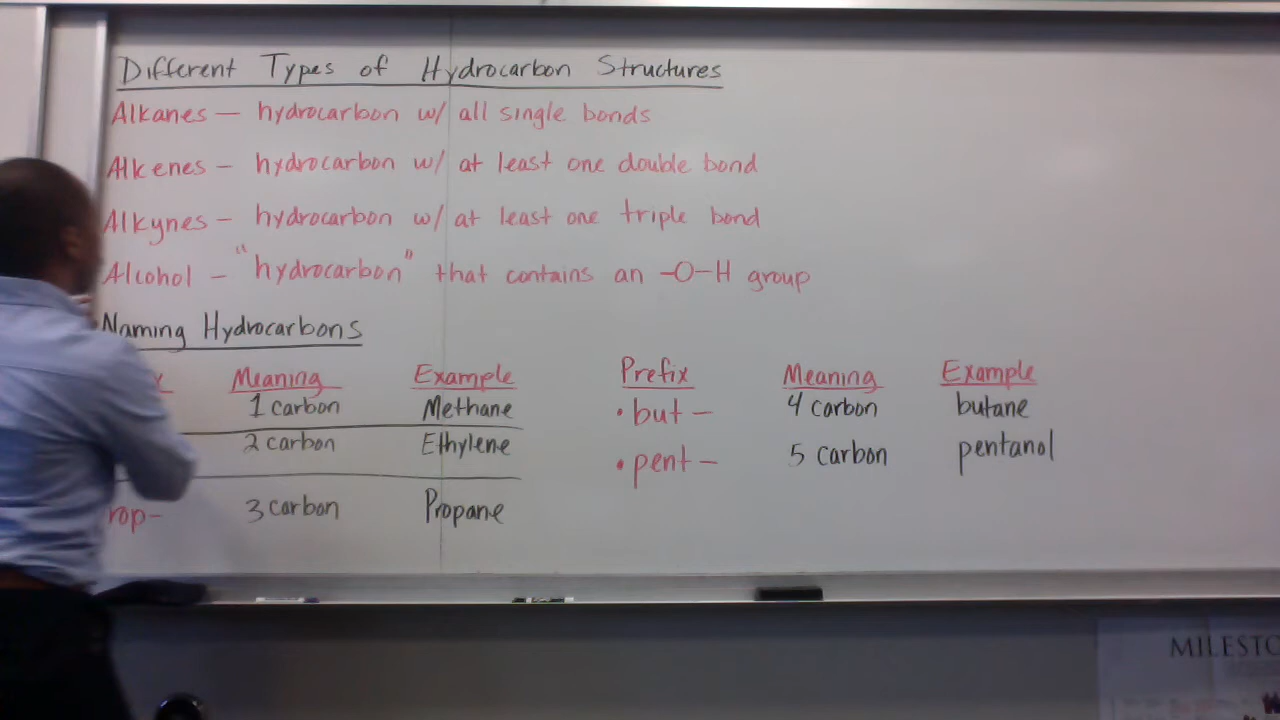 Different Types of Hydrocarbon Structures
Alkanes — hydrocarbon w/ all single bonds
Alkenes — hydrocarbon w/ at least one double bond
Alkynes — hydrocarbon w/ at least one triple bond
Alcohol — "hydrocarbon" that contains an -O-H group
Naming Hydrocarbons
Meaning Example
1 carbon Methane
2 carbon Ethylene
rop- 3 carbon Propane
Prefix Meaning Example
• but — 4 carbon butane
• pent — 5 carbon pentanol
MILESTO